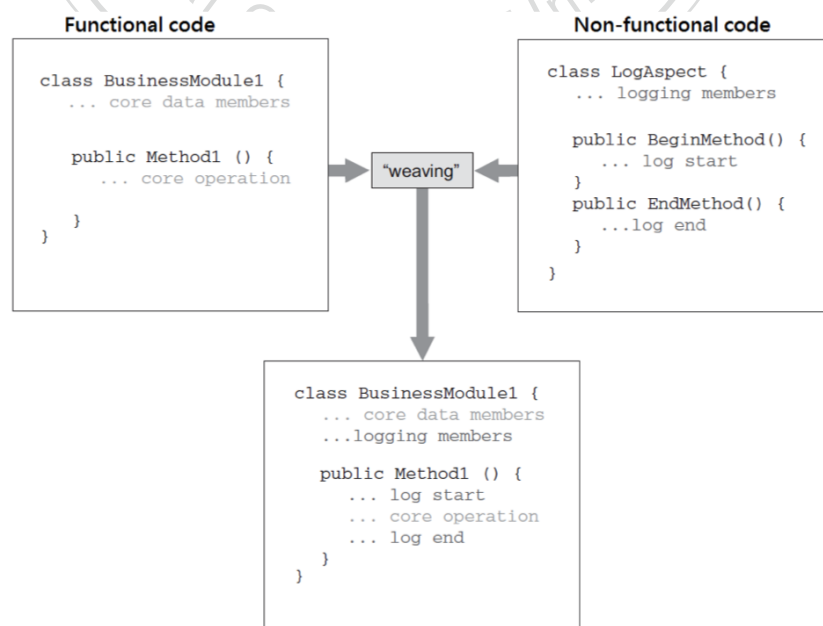 Functional code
class BusinessModule1 {
... core data members
public Method1 () {
... core operation
}
}
Non-functional code
class LogAspect {
... logging members
public BeginMethod() {
... log start
}
public EndMethod() {
...log end
}
}
“weaving”
class BusinessModule1 {
... core data members
...logging members
public Method1 () {
... log start
... core operation
... log end
}
}